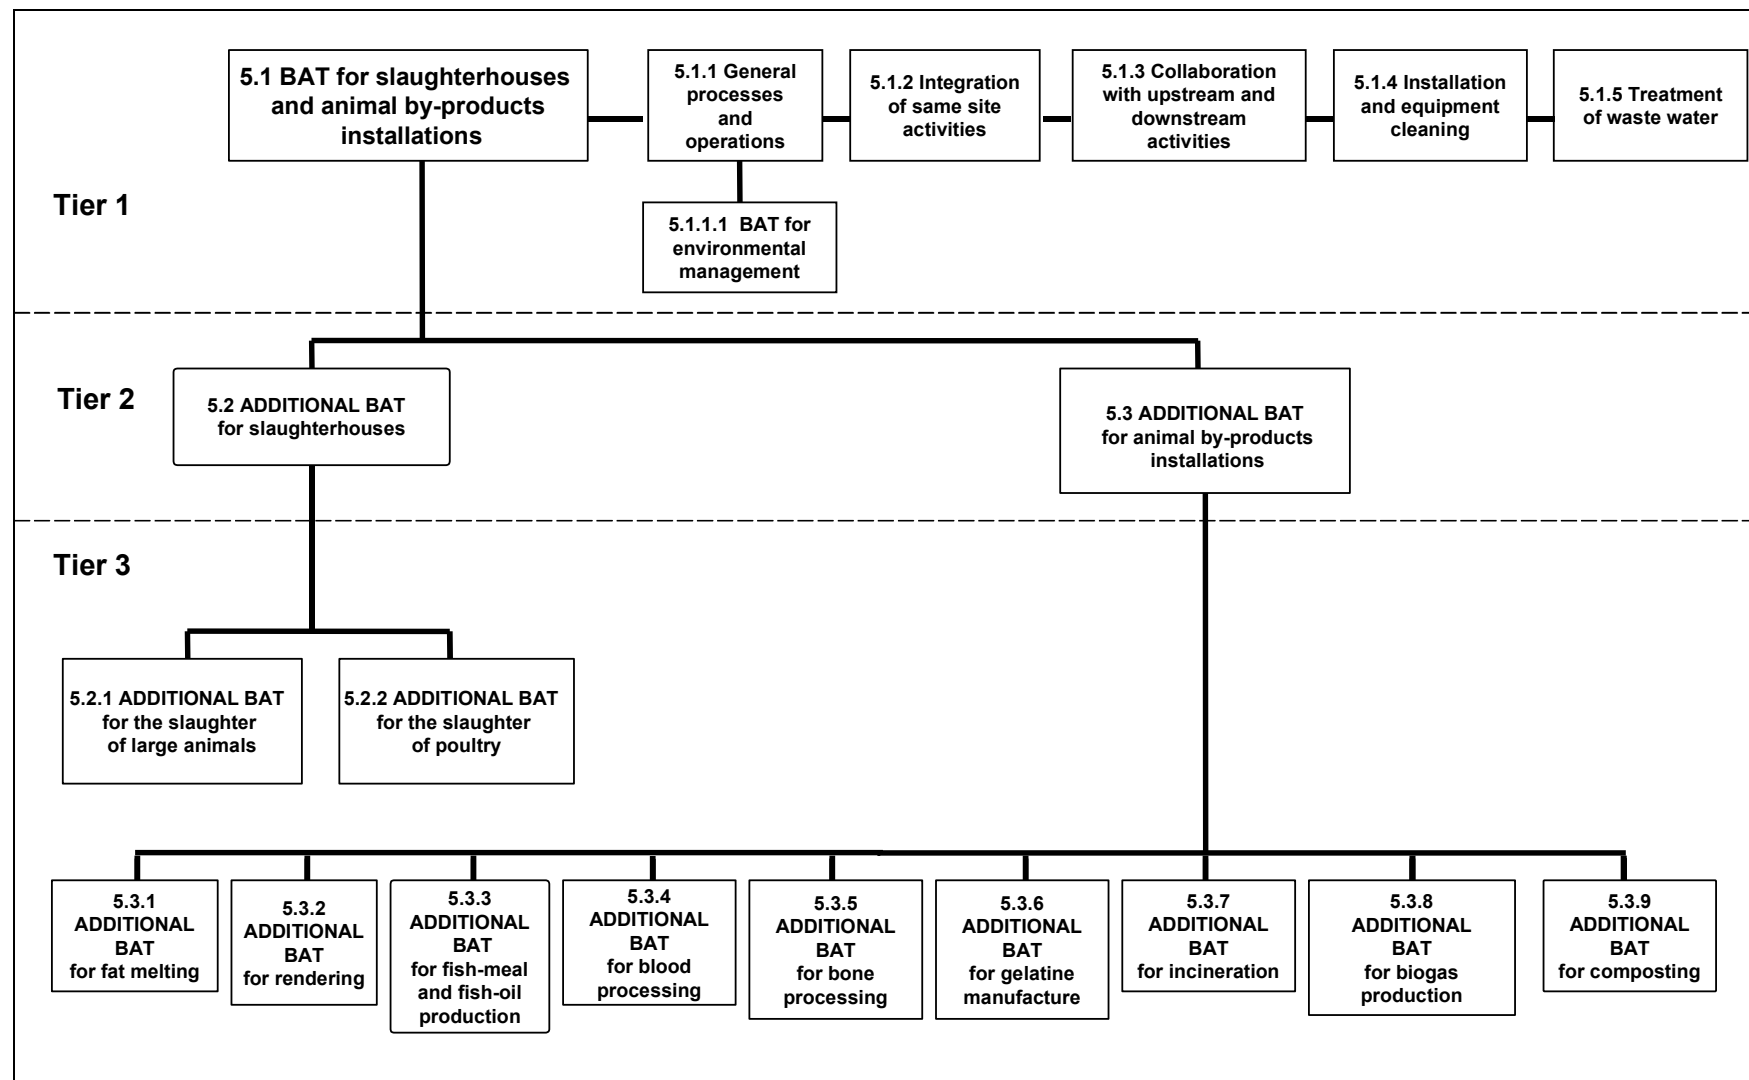 5.1 BAT for slaughterhouses
and animal by-products
installations
5.1.1 General
processes
and
operations
5.1.2 Integration
of same site
activities
5.1.3 Collaboration
with upstream and
downstream
activities
5.1.4 Installation
and equipment
cleaning
5.1.5 Treatment
of waste water
Tier 1
5.1.1.1 BAT for
environmental
management
Tier 2
5.2 ADDITIONAL BAT
for slaughterhouses
5.3 ADDITIONAL BAT
for animal by-products
installations
Tier 3
5.2.1 ADDITIONAL BAT
for the slaughter
of large animals
5.2.2 ADDITIONAL BAT
for the slaughter
of poultry
5.3.1
ADDITIONAL
BAT
for fat melting
5.3.2
ADDITIONAL
BAT
for rendering
5.3.3
ADDITIONAL
BAT
for fish-meal
and fish-oil
production
5.3.4
ADDITIONAL
BAT
for blood
processing
5.3.5
ADDITIONAL
BAT
for bone
processing
5.3.6
ADDITIONAL
BAT
for gelatine
manufacture
5.3.7
ADDITIONAL
BAT
for incineration
5.3.8
ADDITIONAL
BAT
for biogas
production
5.3.9
ADDITIONAL
BAT
for composting